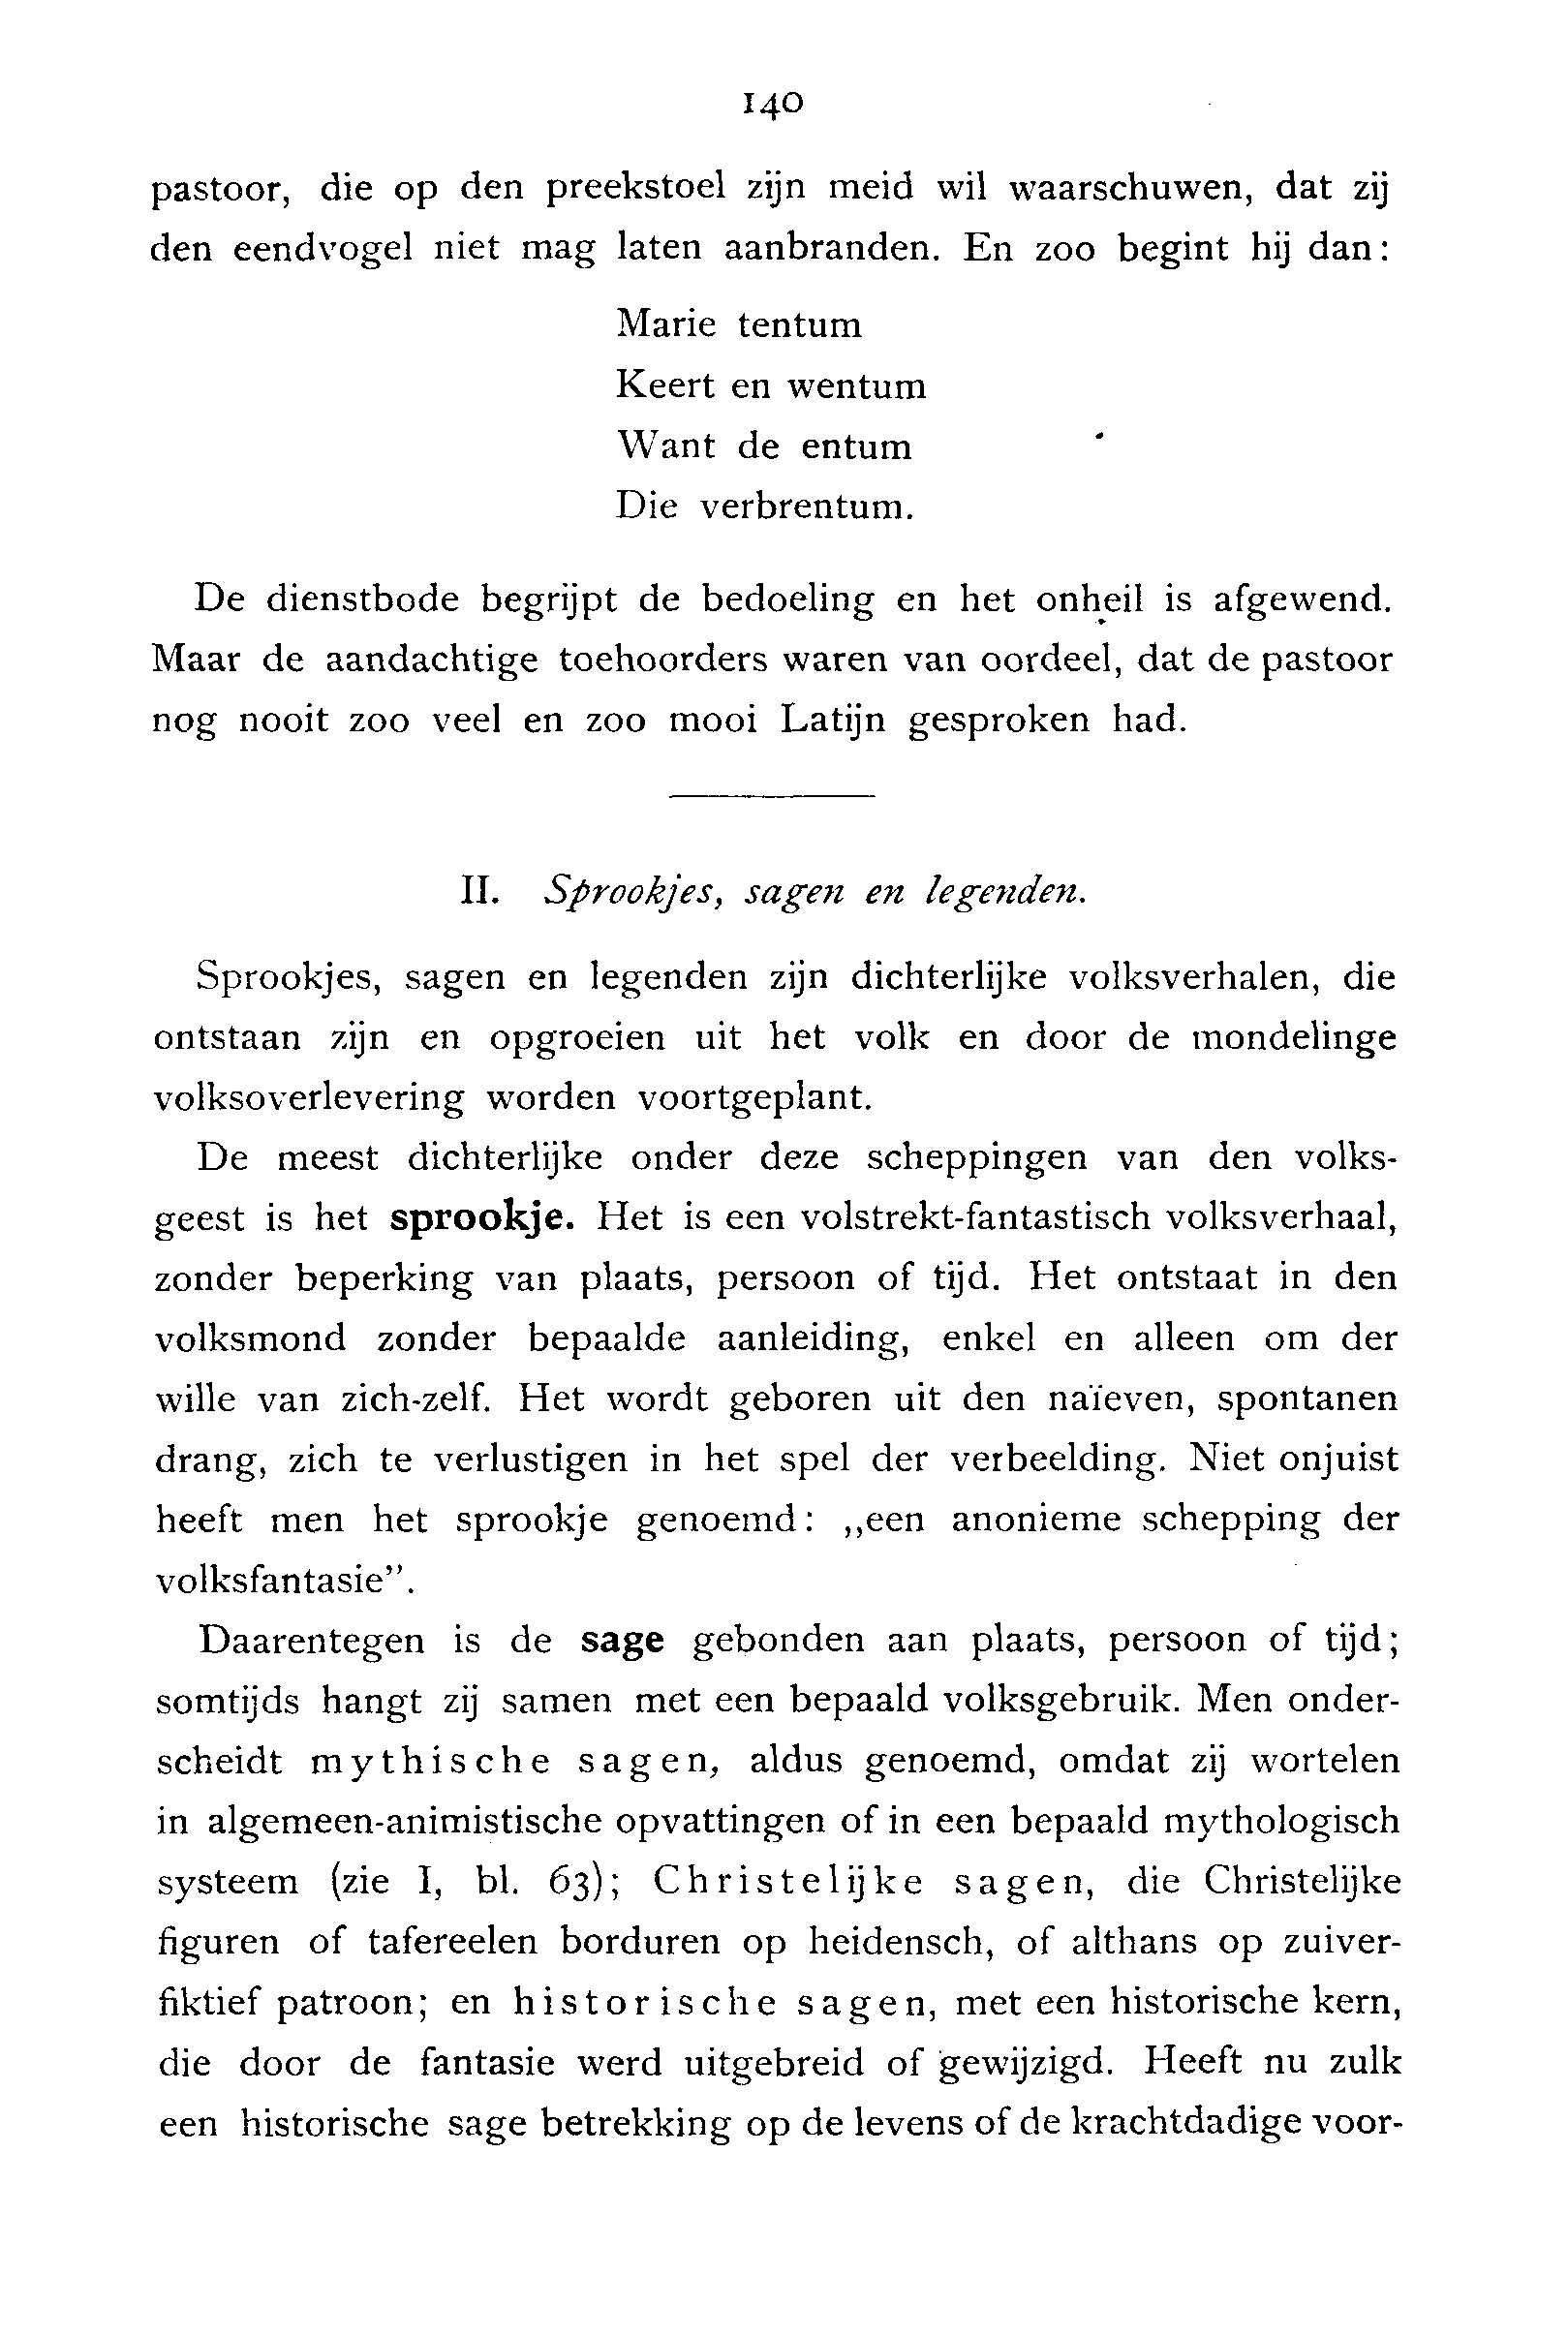 140
pastoor, die op den preekstoel zijn meid wil waarschuwen, dat zij
den eendvogel niet mag laten aanbranden. En zoo begint hij dan:
Marie tentum
Keert en wentum
Want de entum
Die verbrentum.
De dienstbode begrijpt de bedoeling en het onheil is afgewend.
Maar de aandachtige toehoorders waren van oordeel, dat de pastoor
nog nooit zoo veel en zoo mooi Latijn gesproken had.
II. Sprookjes, sagen en legenden.
Sprookjes, sagen en legenden zijn dichterlijke volksverhalen, die
ontstaan zijn en opgroeien uit het volk en door de mondelinge
volksoverlevering worden voortgeplant.
De meest dichterlijke onder deze scheppingen van den volks-
geest is het sprookje. Het is een volstrekt-fantastisch volksverhaal,
zonder beperking van plaats, persoon of tijd. Het ontstaat in den
volksmond zonder bepaalde aanleiding, enkel en alleen om der
wille van zich-zelf. Het wordt geboren uit den naïeven, spontanen
drang, zich te verlustigen in het spel der verbeelding. Niet onjuist
heeft men het sprookje genoemd: „een anonieme schepping der
volksfantasie”.
Daarentegen is de sage gebonden aan plaats, persoon of tijd;
somtijds hangt zij samen met een bepaald volksgebruik. Men onder-
scheidt mythische sagen, aldus genoemd, omdat zij wortelen
in algemeen-animistische opvattingen of in een bepaald mythologisch
systeem (zie I, bl. 63); Christelijke sagen, die Christelijke
figuren of tafereelen borduren op heidensch, of althans op zuiver-
fiktief patroon; en historische sagen, met een historische kern,
die door de fantasie werd uitgebreid of gewijzigd. Heeft nu zulk
een historische sage betrekking op de levens of de krachtdadige voor-